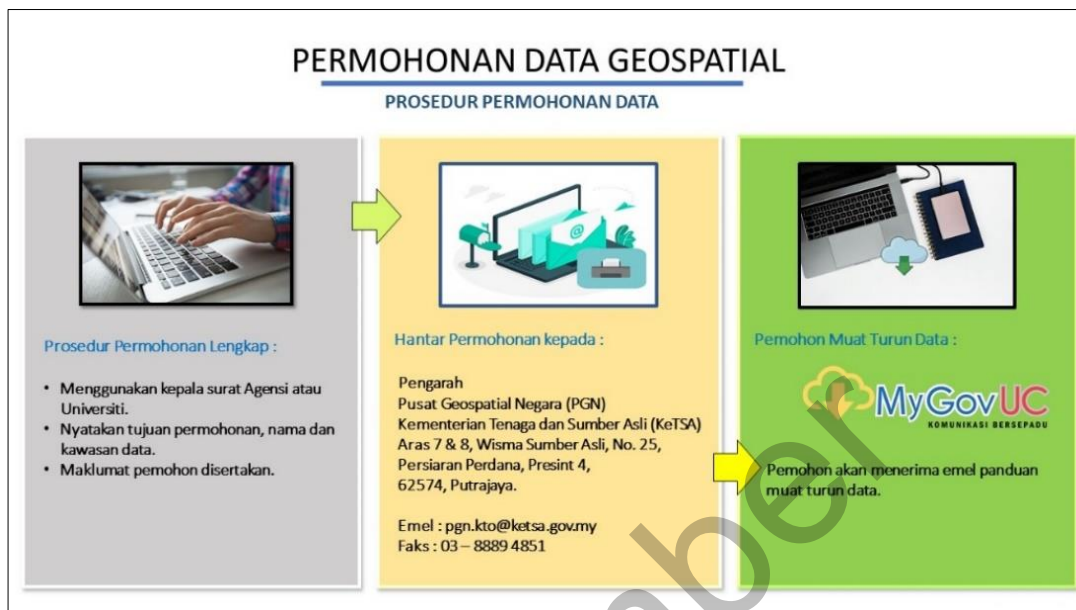 PERMOHONAN DATA GEOSPATIAL
PROSEDUR PERMOHONAN DATA
Prosedur Permohonan Lengkap :
• Menggunakan kepala surat Agensi atau
Universiti.
• Nyatakan tujuan permohonan, nama dan
kawasan data.
• Maklumat pemohon disertakan.
Hantar Permohonan kepada :
Pengarah
Pusat Geospatial Negara (PGN)
Kementerian Tenaga dan Sumber Asli (KeTSA)
Aras 7 & 8, Wisma Sumber Asli, No. 25,
Persiaran Perdana, Presint 4,
62574, Putrajaya.
Emel : pgn.kto@ketsa.gov.my
Faks : 03 – 8889 4851
Pemohon Muat Turun Data :
MyGovUC
KOMUNIKASI BERSEPADU
Pemohon akan menerima emel panduan
muat turun data.